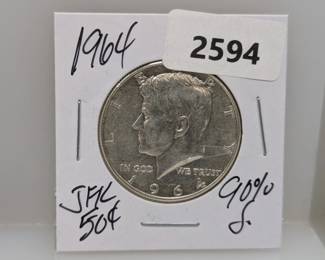 1964
2594
LIBERTY
IN GOD WE TRUST
1964
JFK
50¢
90%
S.